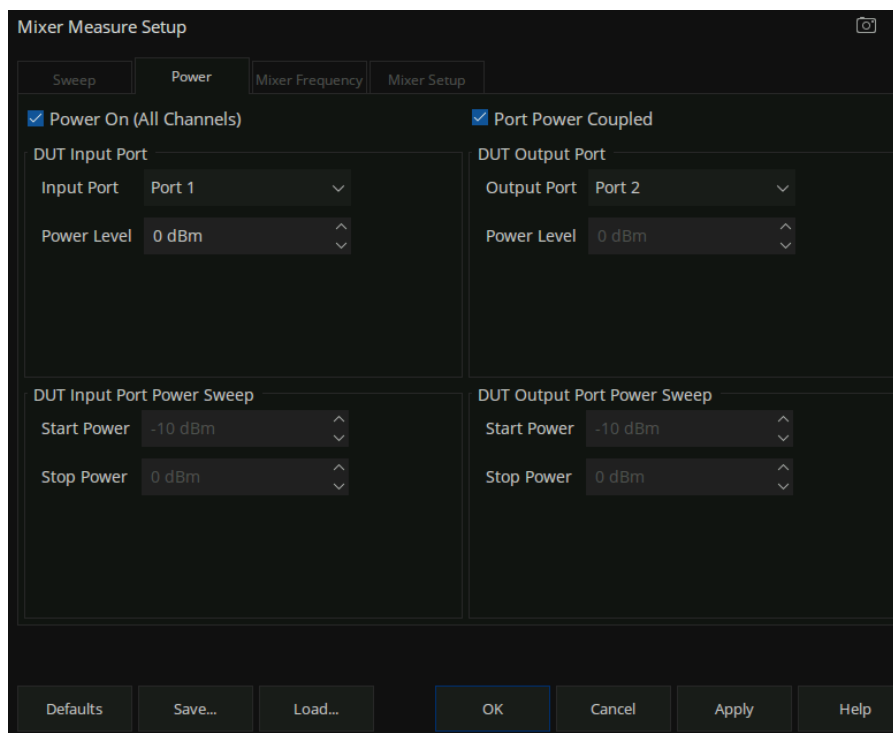 Mixer Measure Setup
Sweep Power Mixer Frequency Mixer Setup
Power On (All Channels) Port Power Coupled
DUT Input Port DUT Output Port
Input Port Port 1 Output Port Port 2
Power Level 0 dBm Power Level 0 dBm
DUT Input Port Power Sweep DUT Output Port Power Sweep
Start Power -10 dBm Start Power -10 dBm
Stop Power 0 dBm Stop Power 0 dBm
Defaults Save... Load... OK Cancel Apply Help